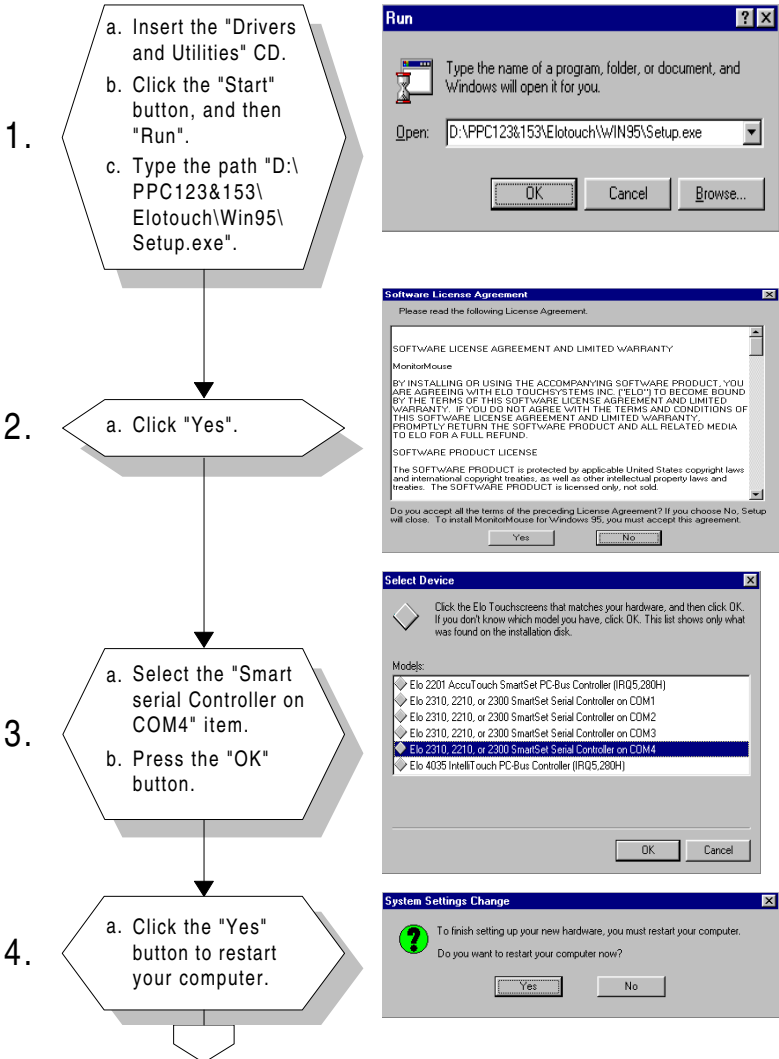 1.
a. Insert the "Drivers
and Utilities" CD.
b. Click the "Start"
button, and then
"Run".
c. Type the path "D:\
PPC123&153\
Elotouch\Win95\
Setup.exe".
Run
Type the name of a program, folder, or document, and
Windows will open it for you.
Open: D:\PPC123&153\Elotouch\WIN95\Setup.exe
OK Cancel Browse...
2.
a. Click "Yes".
Software License Agreement
Please read the following License Agreement.
SOFTWARE LICENSE AGREEMENT AND LIMITED WARRANTY
MonitorMouse
BY INSTALLING OR USING THE ACCOMPANYING SOFTWARE PRODUCT, YOU
ARE AGREEING WITH ELO TOUCHSYSTEMS INC. ("ELO") TO BECOME BOUND
BY THE TERMS OF THIS SOFTWARE LICENSE AGREEMENT AND LIMITED
WARRANTY. IF YOU DO NOT AGREE WITH THE TERMS AND CONDITIONS OF
THIS SOFTWARE LICENSE AGREEMENT AND LIMITED WARRANTY,
PROMPTLY RETURN THE SOFTWARE PRODUCT AND ALL RELATED MEDIA
TO ELO FOR A FULL REFUND.
SOFTWARE PRODUCT LICENSE
The SOFTWARE PRODUCT is protected by applicable United States copyright laws
and international copyright treaties, as well as other intellectual property laws and
treaties. The SOFTWARE PRODUCT is licensed only, not sold.
Do you accept all the terms of the preceding License Agreement? If you choose No, Setup
will close. To install MonitorMouse for Windows 95, you must accept this agreement.
Yes No
3.
a. Select the "Smart
serial Controller on
COM4" item.
b. Press the "OK"
button.
Select Device
Click the Elo Touchscreens that matches your hardware, and then click OK.
If you don't know which model you have, click OK. This list shows only what
was found on the installation disk.
Models:
Elo 2201 AccuTouch SmartSet PC-Bus Controller (IRQ5,280H)
Elo 2310, 2210, or 2300 SmartSet Serial Controller on COM1
Elo 2310, 2210, or 2300 SmartSet Serial Controller on COM2
Elo 2310, 2210, or 2300 SmartSet Serial Controller on COM3
Elo 2310, 2210, or 2300 SmartSet Serial Controller on COM4
Elo 4035 IntelliTouch PC-Bus Controller (IRQ5,280H)
OK Cancel
4.
a. Click the "Yes"
button to restart
your computer.
System Settings Change
To finish setting up your new hardware, you must restart your computer.
Do you want to restart your computer now?
Yes No